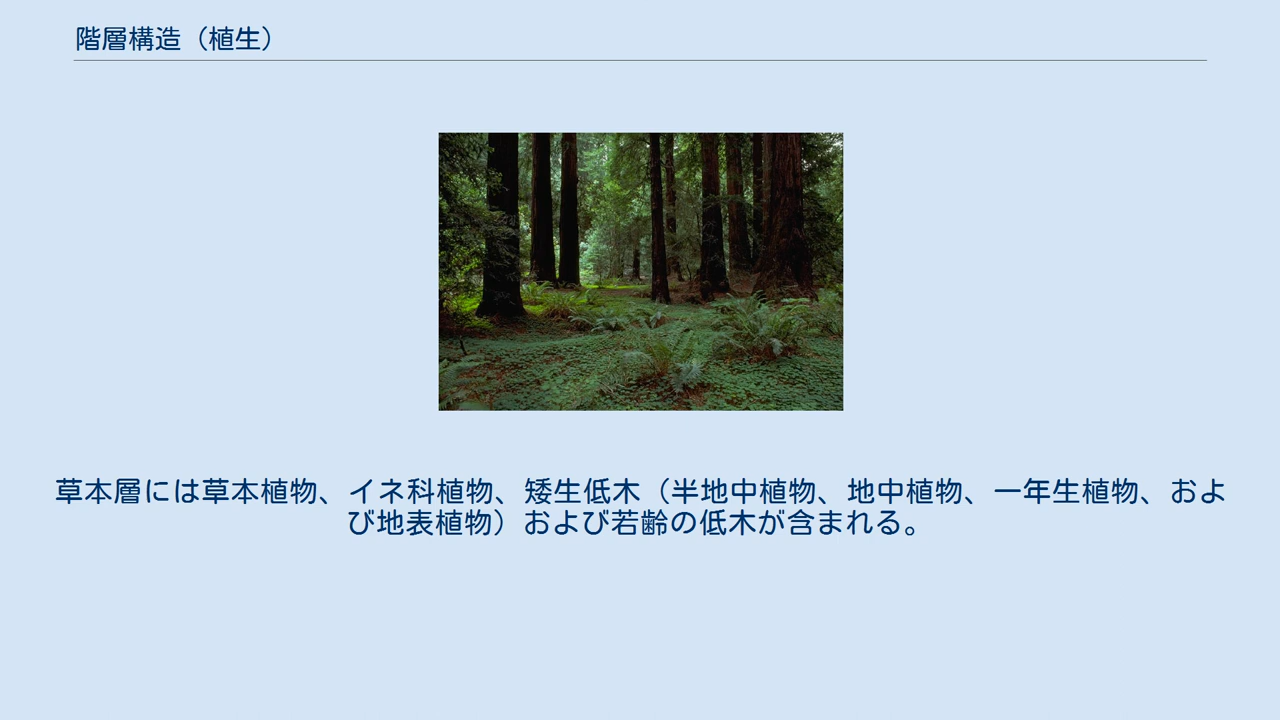 階層構造（植生）
草本層には草本植物、イネ科植物、矮生低木（半地中植物、地中植物、一年生植物、およ
び地表植物）および若齢の低木が含まれる。